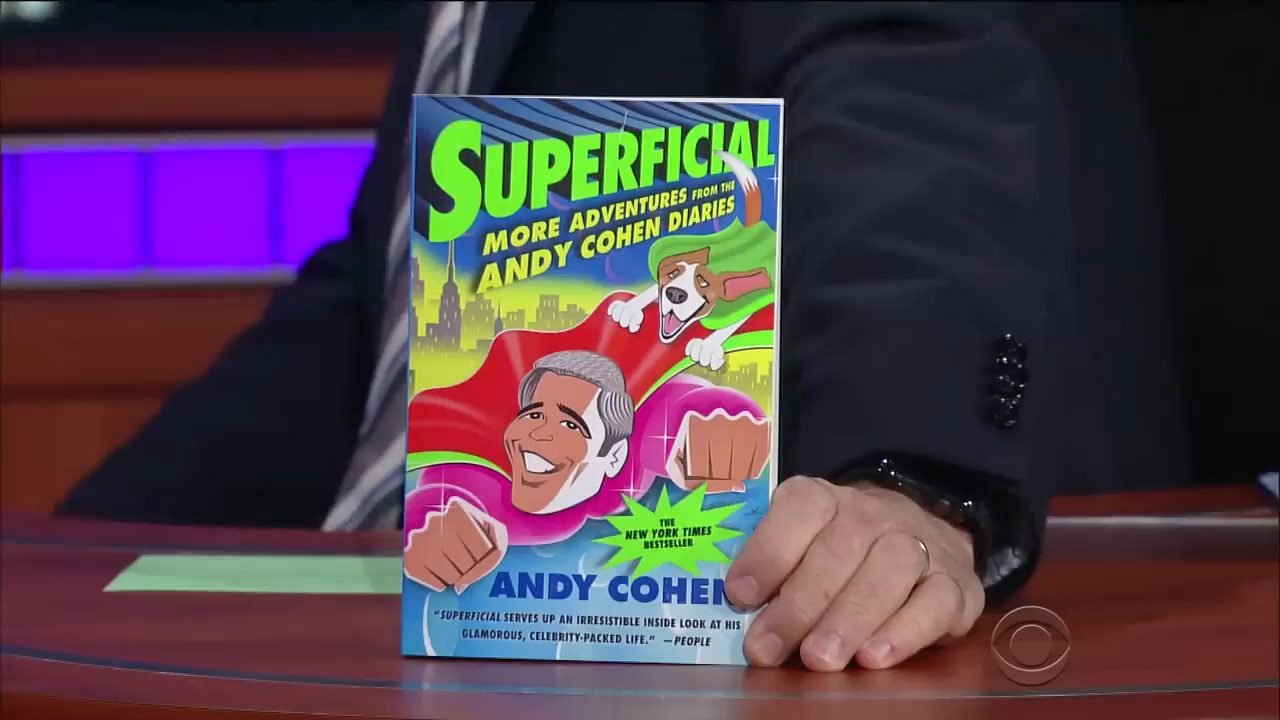 SUPERFICIAL
MORE ADVENTURES FROM THE
ANDY COHEN DIARIES
THE
NEW YORK TIMES
BESTSELLER
ANDY COHEN
"SUPERFICIAL SERVES UP AN IRRESISTIBLE INSIDE LOOK AT HIS
GLAMOROUS, CELEBRITY-PACKED LIFE." —PEOPLE